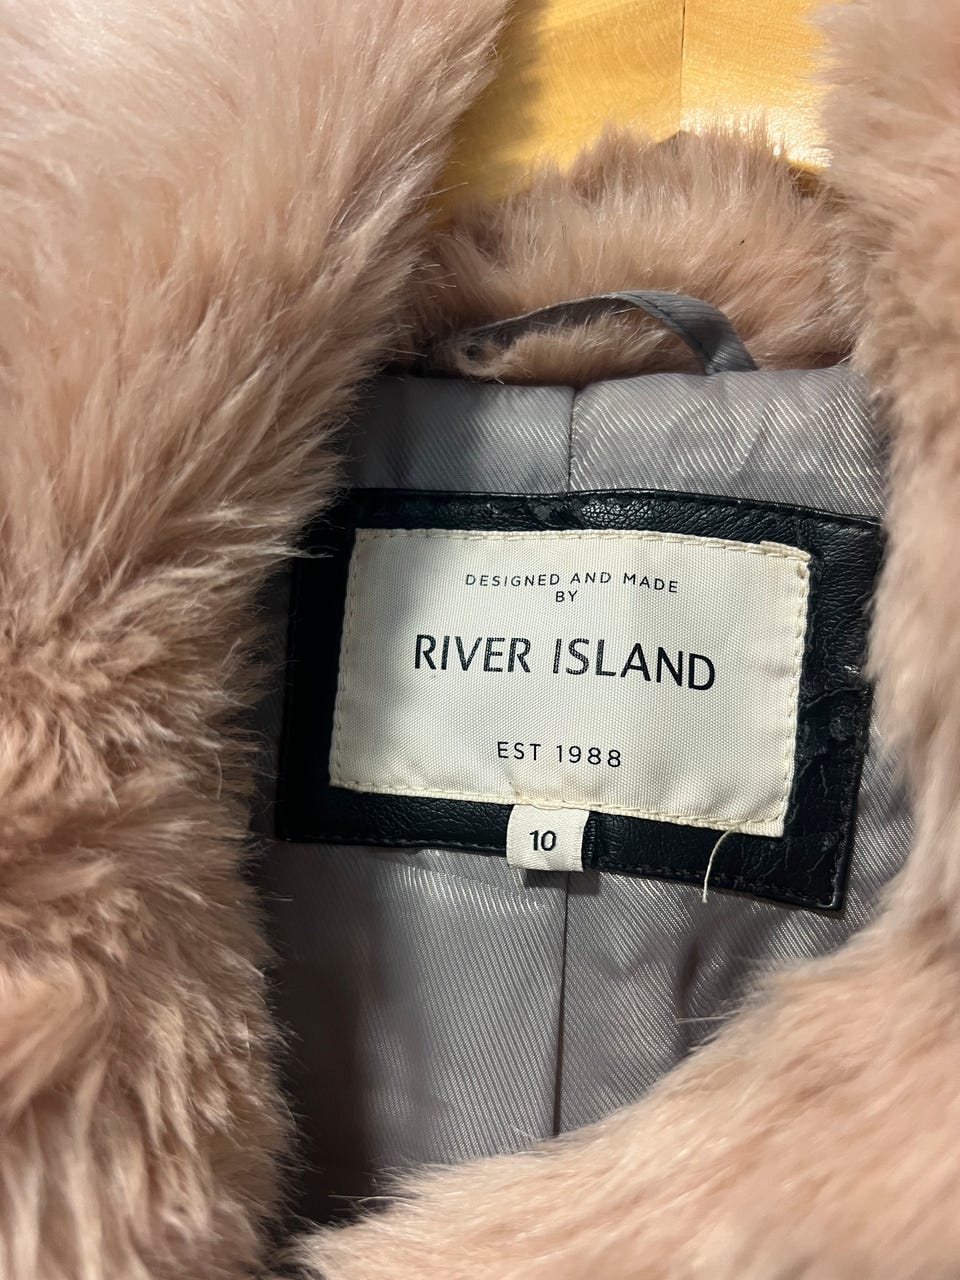 DESIGNED AND MADE
BY
RIVER ISLAND
EST 1988
10